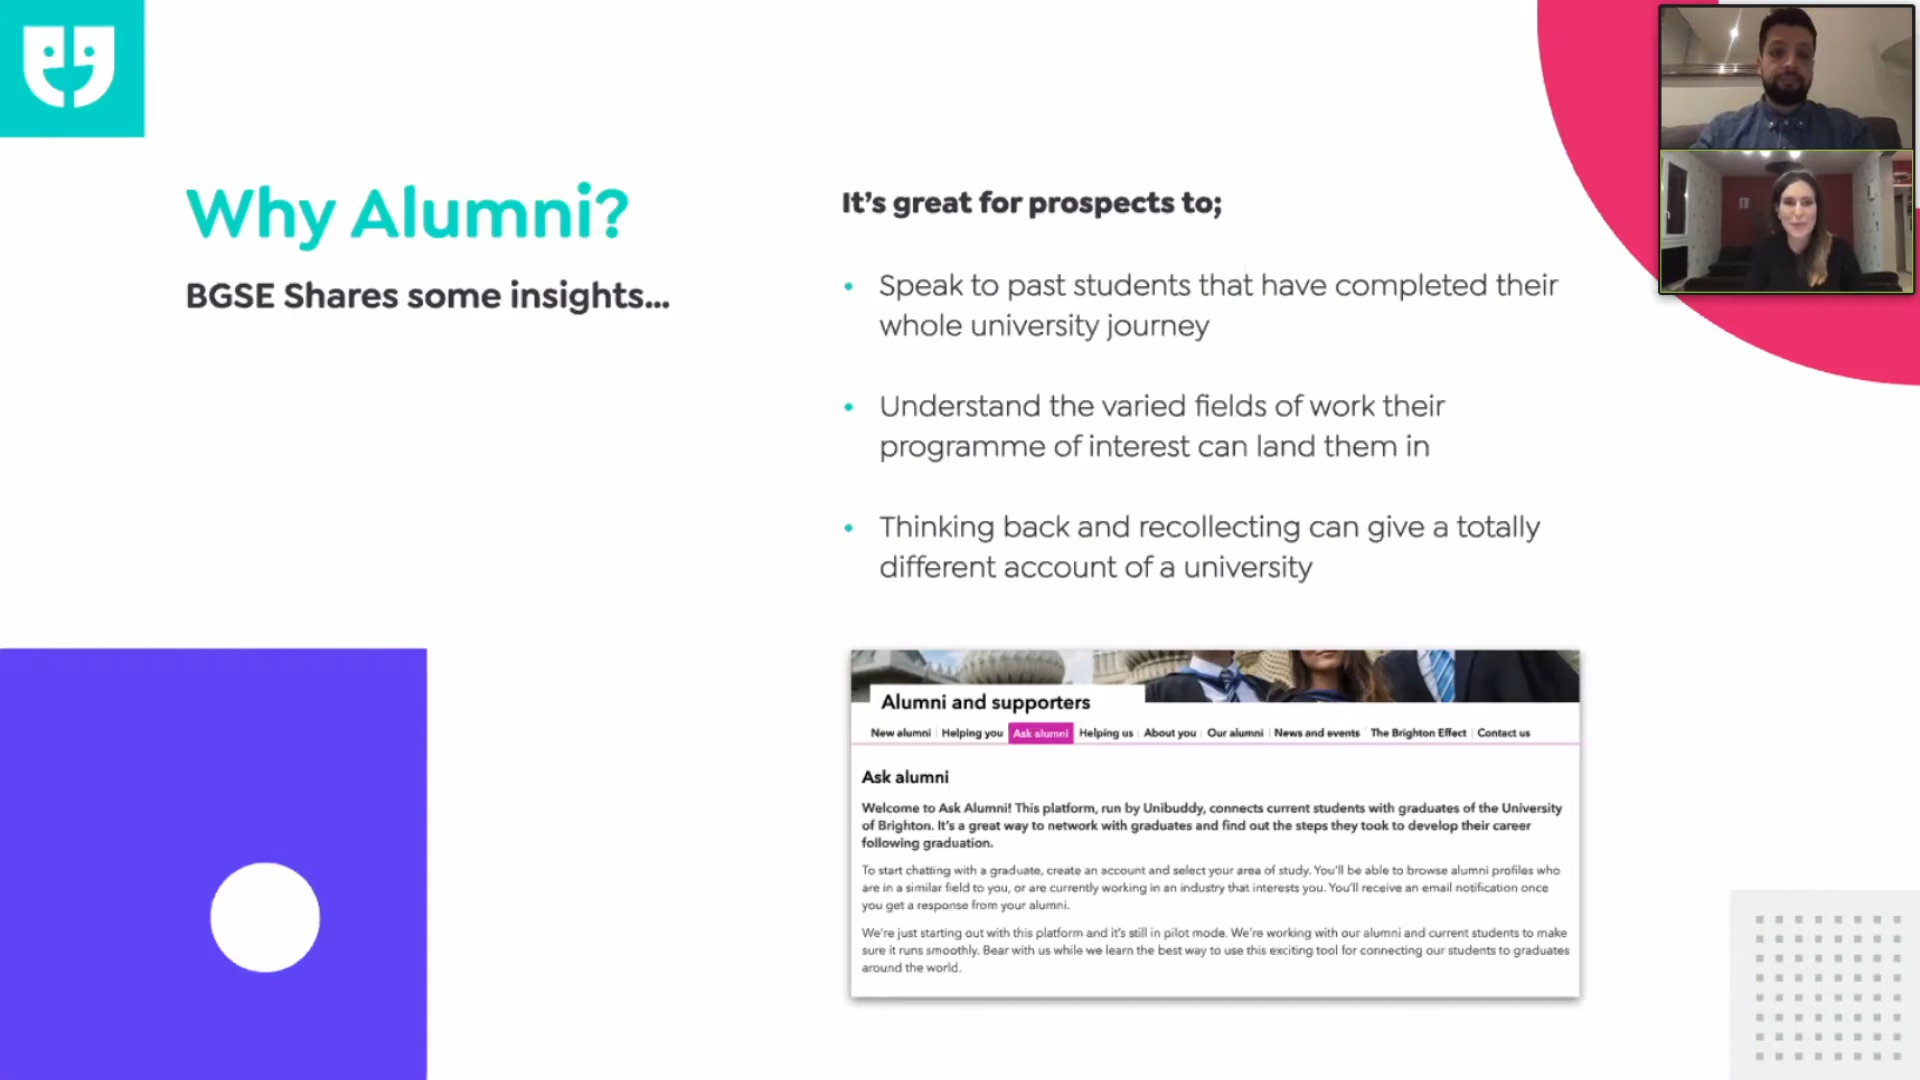 Why Alumni?
BGSE Shares some insights...
It's great for prospects to;
• Speak to past students that have completed their
whole university journey
• Understand the varied fields of work their
programme of interest can land them in
• Thinking back and recollecting can give a totally
different account of a university
Alumni and supporters
New alumni | Helping you | Ask alumni | Helping us | About you | Our alumni | News and events | The Brighton Effect | Contact us
Ask alumni
Welcome to Ask Alumni! This platform, run by Unibuddy, connects current students with graduates of the University
of Brighton. It's a great way to network with graduates and find out the steps they took to develop their career
following graduation.
To start chatting with a graduate, create an account and select your area of study. You'll be able to browse alumni profiles who
are in a similar field to you, or are currently working in an industry that interests you. You'll receive an email notification once
you get a response from your alumni.
We're just starting out with this platform and it's still in pilot mode. We're working with our alumni and current students to make
sure it runs smoothly. Bear with us while we learn the best way to use this exciting tool for connecting our students to graduates
around the world.